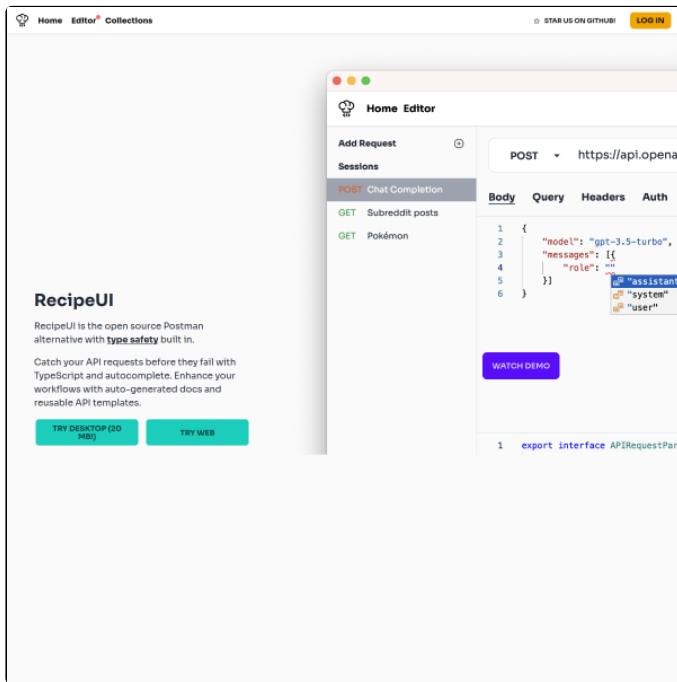 Home Editor Collections
☆ STAR US ON GITHUB!
LOG IN
Home Editor
Add Request
Sessions
POST Chat Completion
GET Subreddit posts
GET Pokémon
POST https://api.opena
Body Query Headers Auth
1 {
2 "model": "gpt-3.5-turbo",
3 "messages": [{
4 "role": ""
5 }]
6 }
"assistant
"system"
"user"
WATCH DEMO
1 export interface APIRequestPar
RecipeUI
RecipeUI is the open source Postman
alternative with type safety built in.
Catch your API requests before they fail with
TypeScript and autocomplete. Enhance your
workflows with auto-generated docs and
reusable API templates.
TRY DESKTOP (20
MB!)
TRY WEB